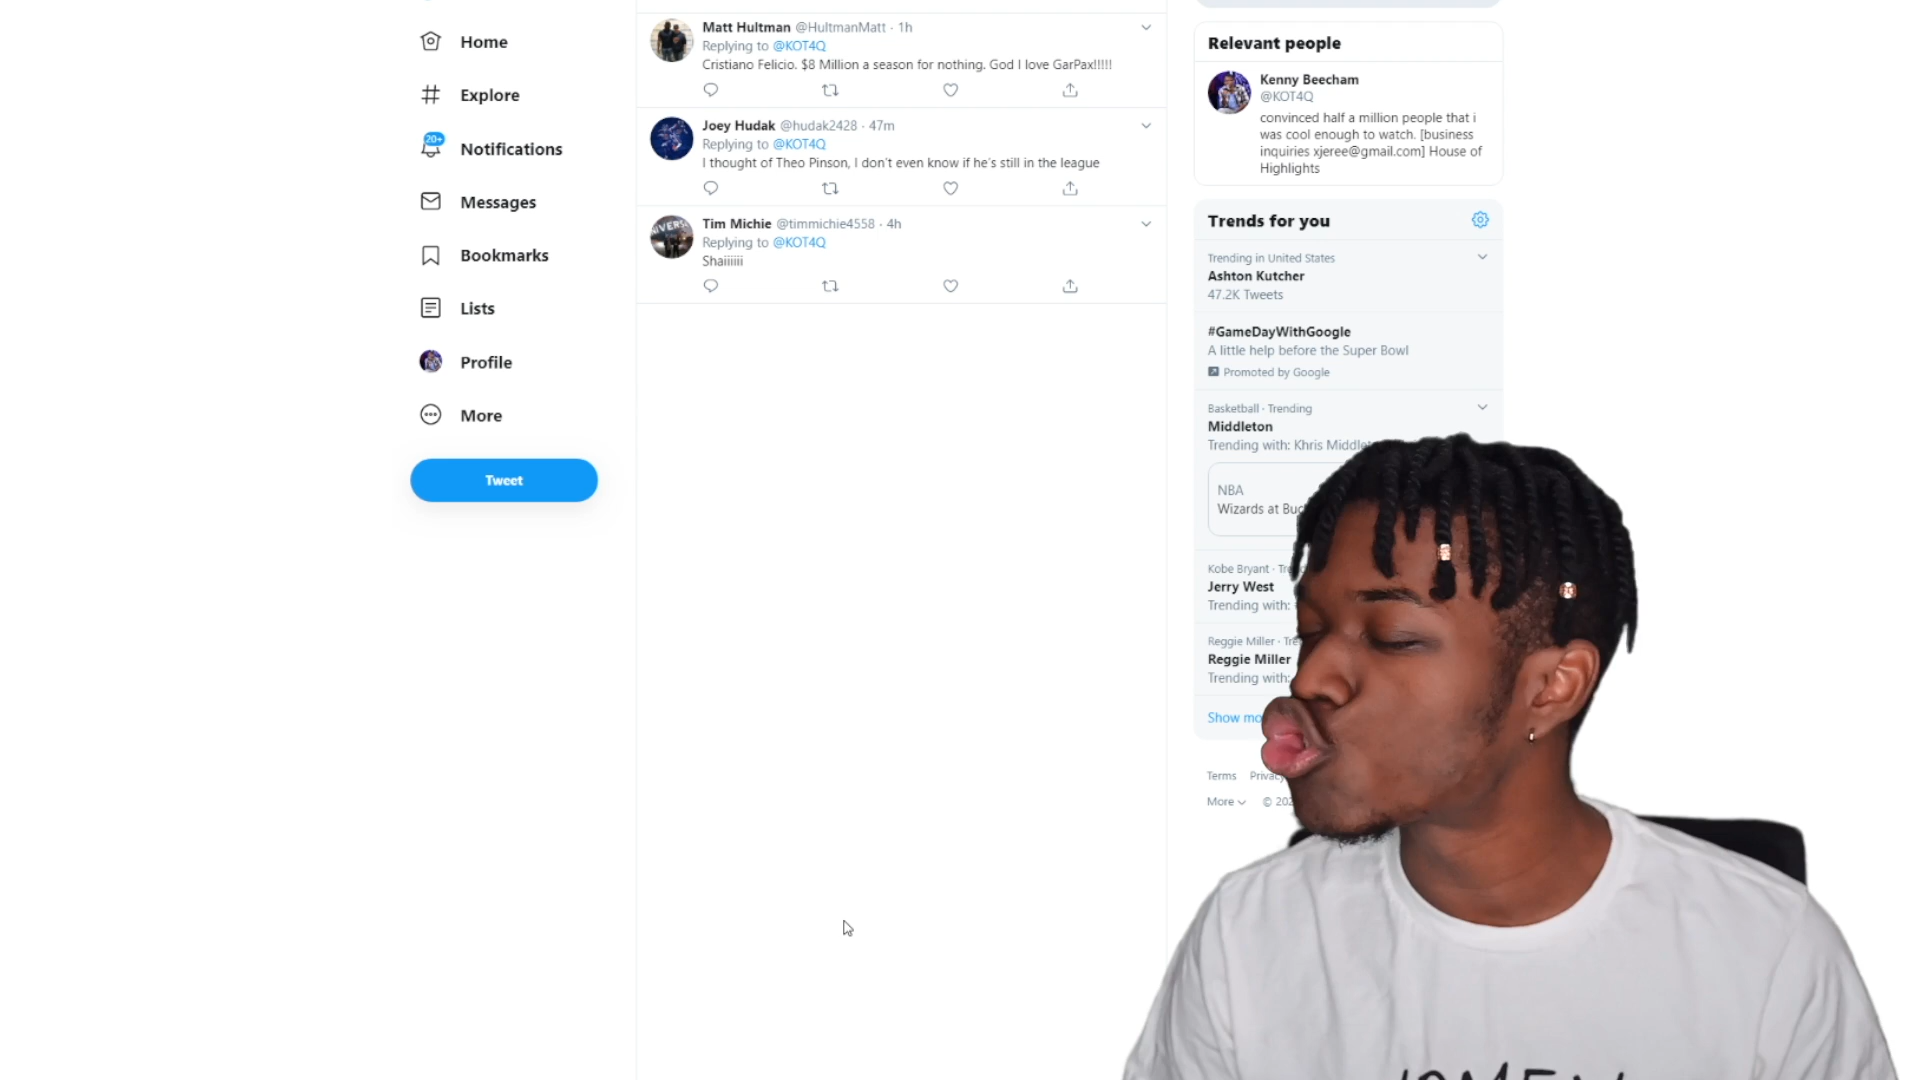 Home
Explore
20+
Notifications
Messages
Bookmarks
Lists
Profile
More
Tweet
Matt Hultman @HultmanMatt · 1h
Replying to @KOT4Q
Cristiano Felicio. $8 Million a season for nothing. God I love GarPax!!!!!
Joey Hudak @hudak2428 · 47m
Replying to @KOT4Q
I thought of Theo Pinson, I don't even know if he's still in the league
Tim Michie @timmichie4558 · 4h
Replying to @KOT4Q
Shaiiiiii
Relevant people
Kenny Beecham
@KOT4Q
convinced half a million people that i
was cool enough to watch. [business
inquiries xjeree@gmail.com] House of
Highlights
Trends for you
Trending in United States
Ashton Kutcher
47.2K Tweets
#GameDayWithGoogle
A little help before the Super Bowl
Promoted by Google
Basketball · Trending
Middleton
Trending with: Khris
NBA
Wizards at
Kobe Bryant ·
Jerry West
Trending with:
Reggie Miller ·
Reggie Miller
Trending with:
Show
Terms
More ©